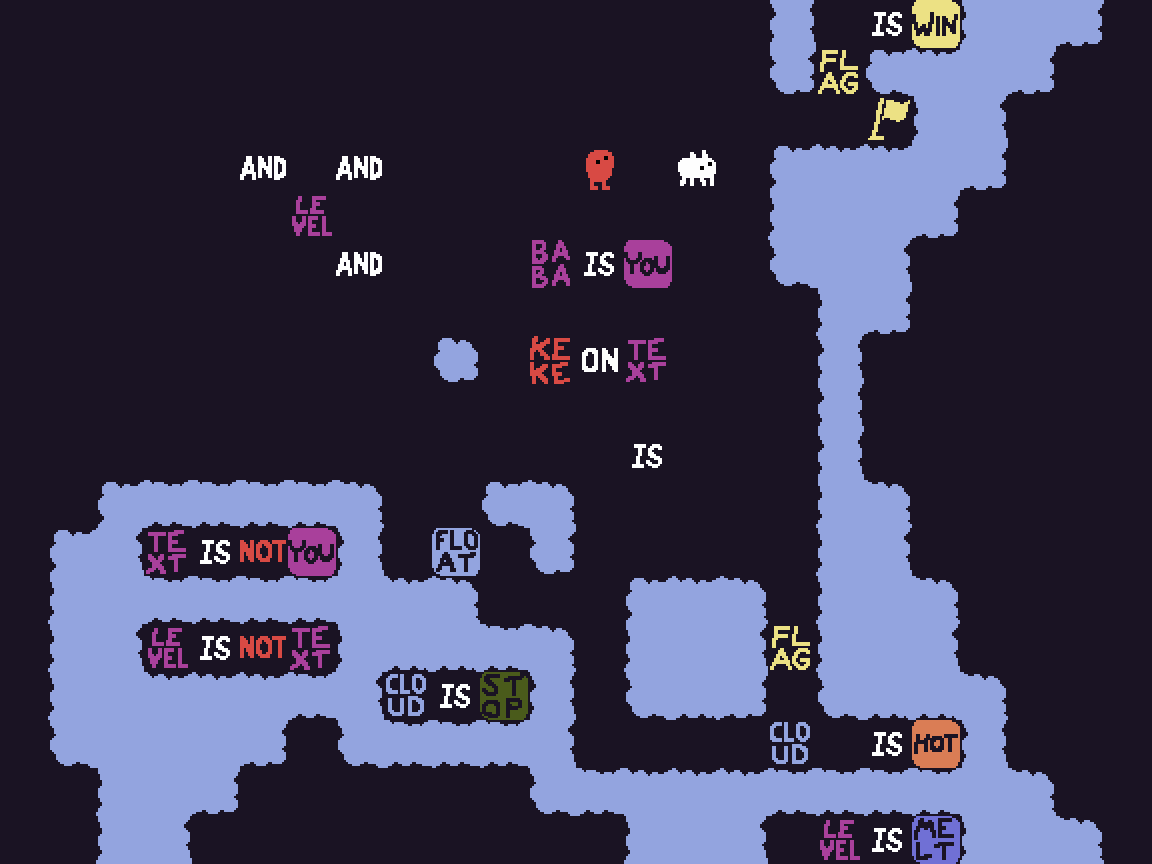 IS WIN
FLAG
AND AND
LEVEL
AND BABA IS YOU
KEKE ON TEXT
IS
TEXT IS NOT YOU FLOAT
LEVEL IS NOT TEXT FLAG
CLOUD IS STOP
CLOUD IS HOT
LEVEL IS MELT